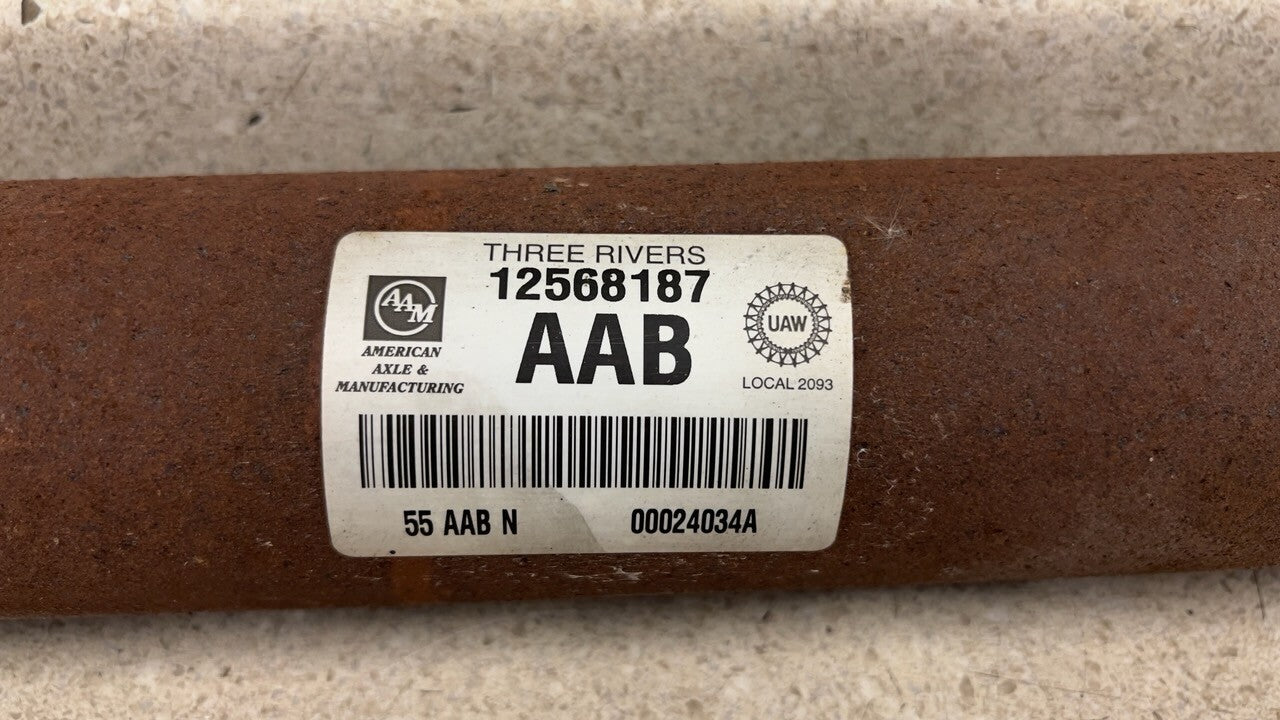 THREE RIVERS
12568187
AAB
AAM
AMERICAN
AXLE &
MANUFACTURING
UAW
LOCAL 2093
55 AAB N
00024034A